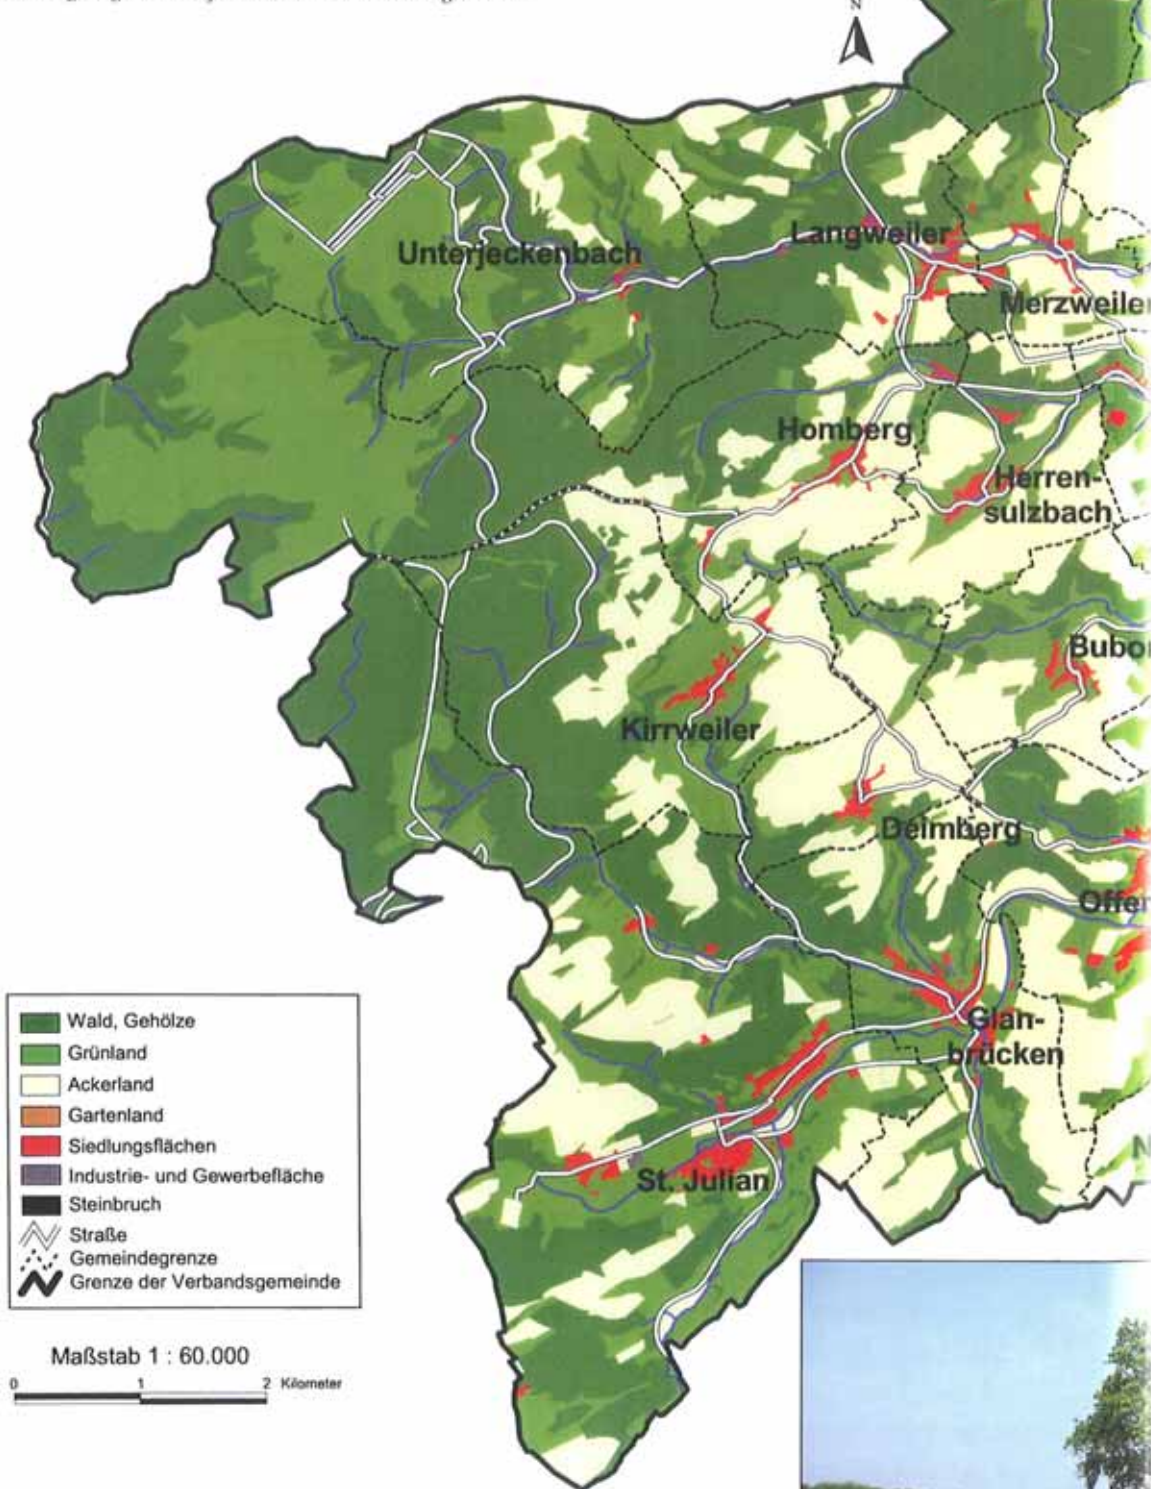 N
Langweiler
Unterjeckenbach
Merzweiler
Homberg
Herren-
sulzbach
Kirrweiler
Deimberg
Glan-
brücken
St. Julian
Wald, Gehölze
Grünland
Ackerland
Gartenland
Siedlungsflächen
Industrie- und Gewerbefläche
Steinbruch
Straße
Gemeindegrenze
Grenze der Verbandsgemeinde
Maßstab 1 : 60.000
0 1 2 Kilometer